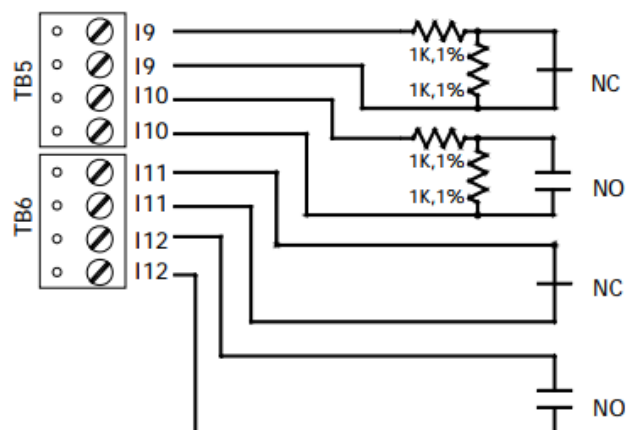 TB5
I9
I9
I10
I10
1K,1%
1K,1%
NC
1K,1%
1K,1%
NO
TB6
I11
I11
I12
I12
NC
NO